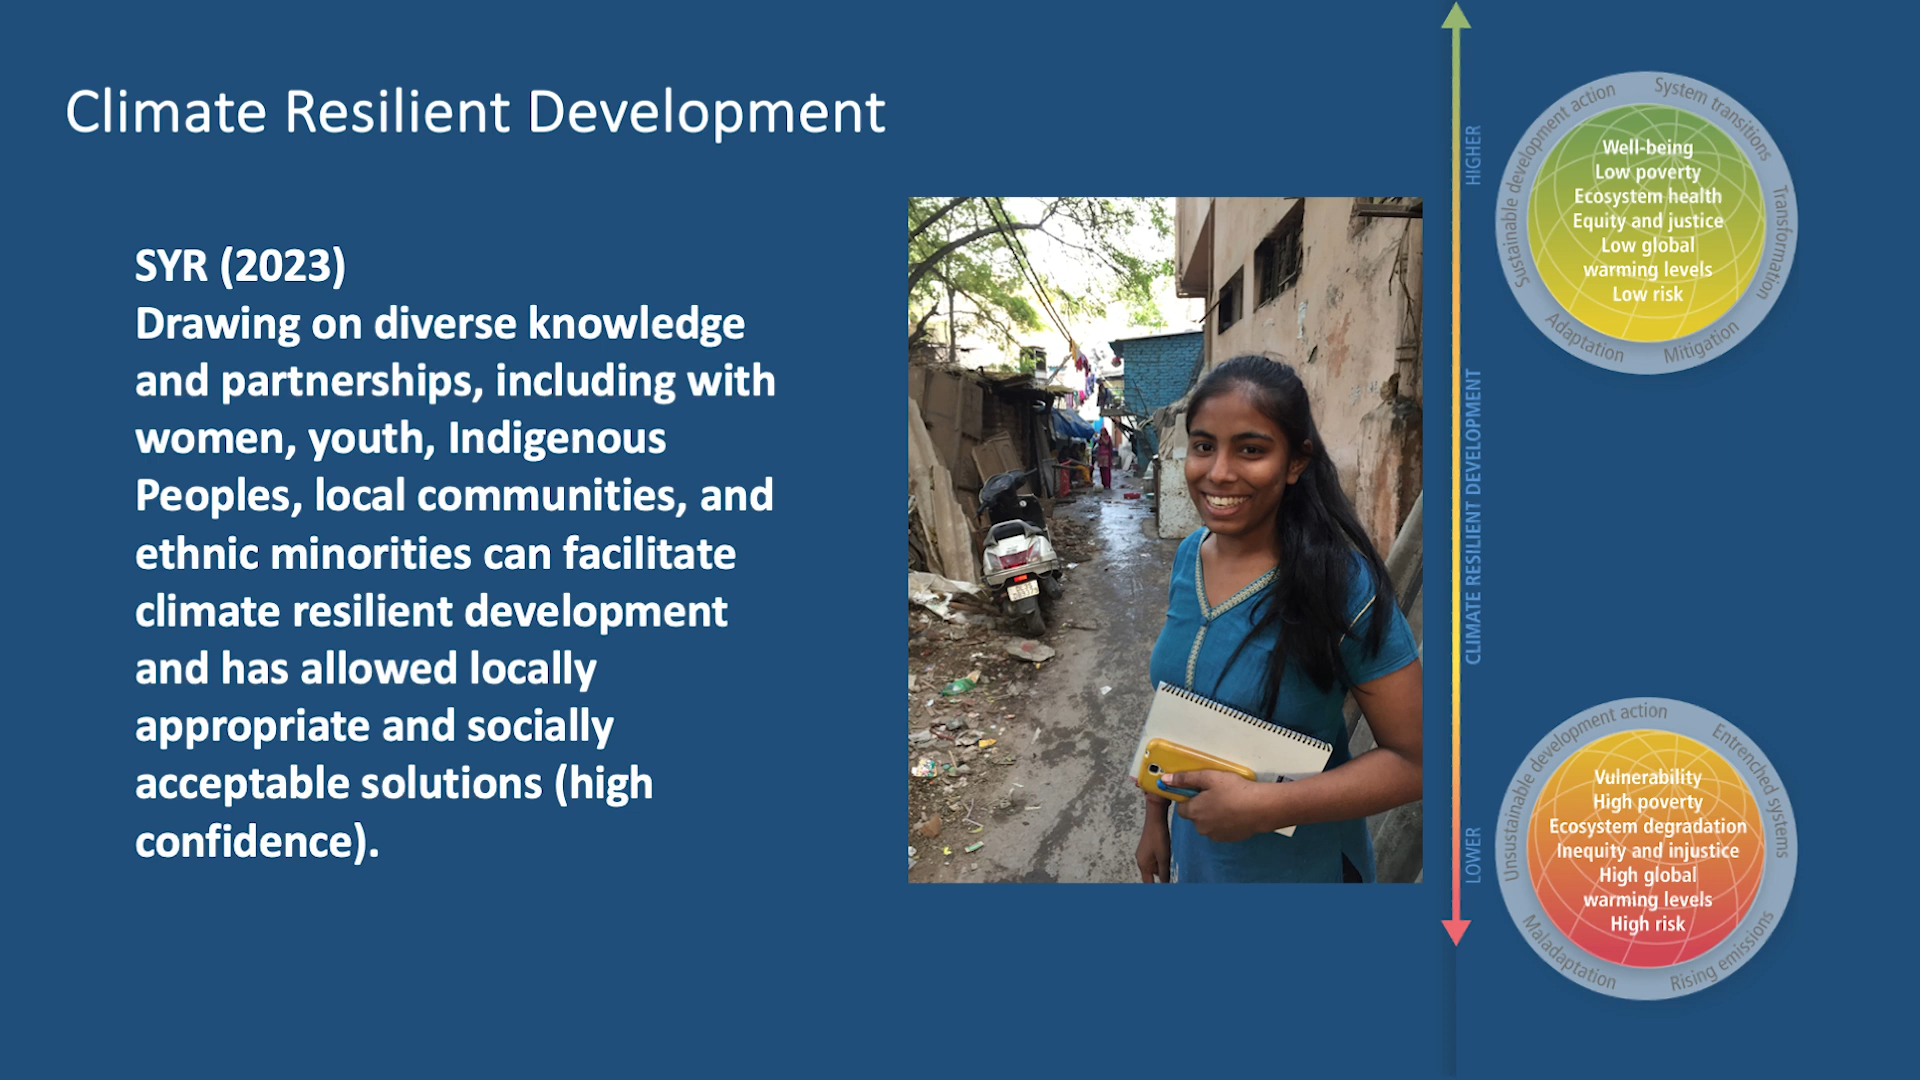 Climate Resilient Development
SYR (2023)
Drawing on diverse knowledge
and partnerships, including with
women, youth, Indigenous
Peoples, local communities, and
ethnic minorities can facilitate
climate resilient development
and has allowed locally
appropriate and socially
acceptable solutions (high
confidence).
HIGHER
CLIMATE RESILIENT DEVELOPMENT
LOWER
Sustainable development action
System transitions
Transformation
Mitigation
Adaptation
Well-being
Low poverty
Ecosystem health
Equity and justice
Low global
warming levels
Low risk
Unsustainable development action
Entrenched systems
Rising emissions
Maladaptation
Vulnerability
High poverty
Ecosystem degradation
Inequity and injustice
High global
warming levels
High risk